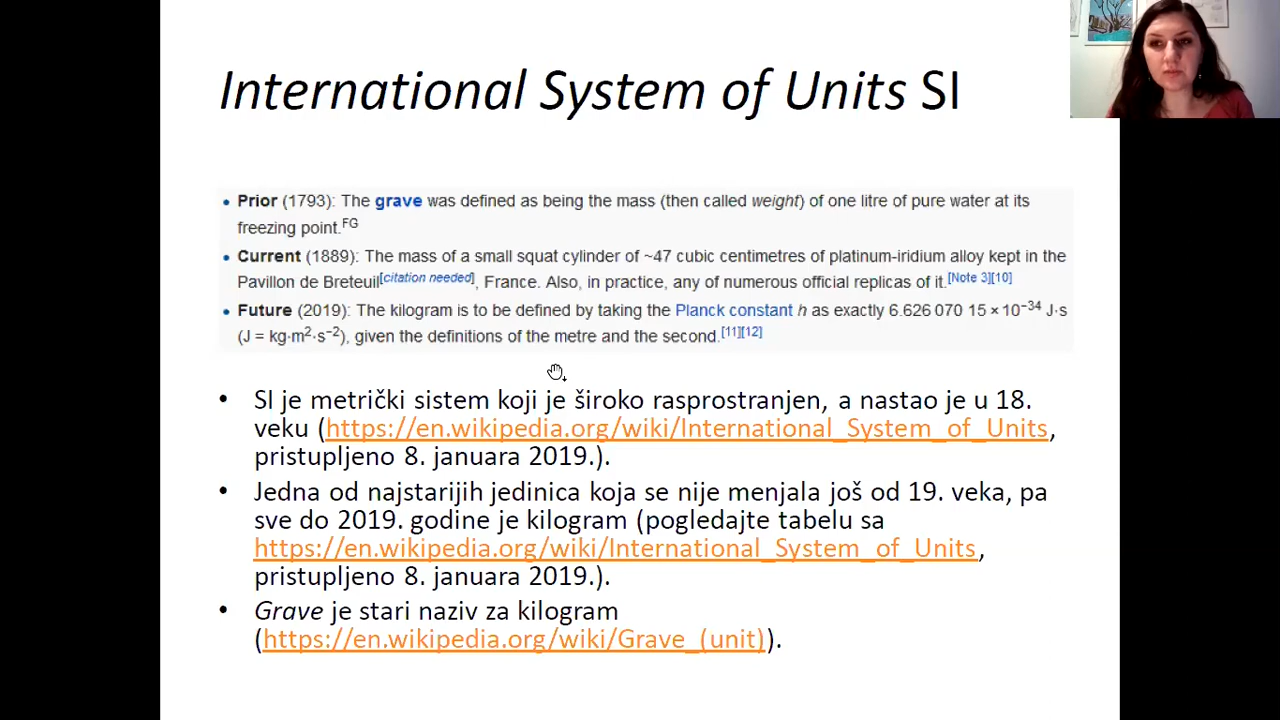 International System of Units SI
• Prior (1793): The grave was defined as being the mass (then called weight) of one litre of pure water at its
freezing point.FG
• Current (1889): The mass of a small squat cylinder of ~47 cubic centimetres of platinum-iridium alloy kept in the
Pavillon de Breteuil[citation needed], France. Also, in practice, any of numerous official replicas of it.[Note 3][10]
• Future (2019): The kilogram is to be defined by taking the Planck constant h as exactly 6.626 070 15 × 10⁻³⁴ J·s
(J = kg·m²·s⁻²), given the definitions of the metre and the second.[11][12]
• SI je metrički sistem koji je široko rasprostranjen, a nastao je u 18.
veku (https://en.wikipedia.org/wiki/International_System_of_Units,
pristupljeno 8. januara 2019.).
• Jedna od najstarijih jedinica koja se nije menjala još od 19. veka, pa
sve do 2019. godine je kilogram (pogledajte tabelu sa
https://en.wikipedia.org/wiki/International_System_of_Units,
pristupljeno 8. januara 2019.).
• Grave je stari naziv za kilogram
(https://en.wikipedia.org/wiki/Grave_(unit)).